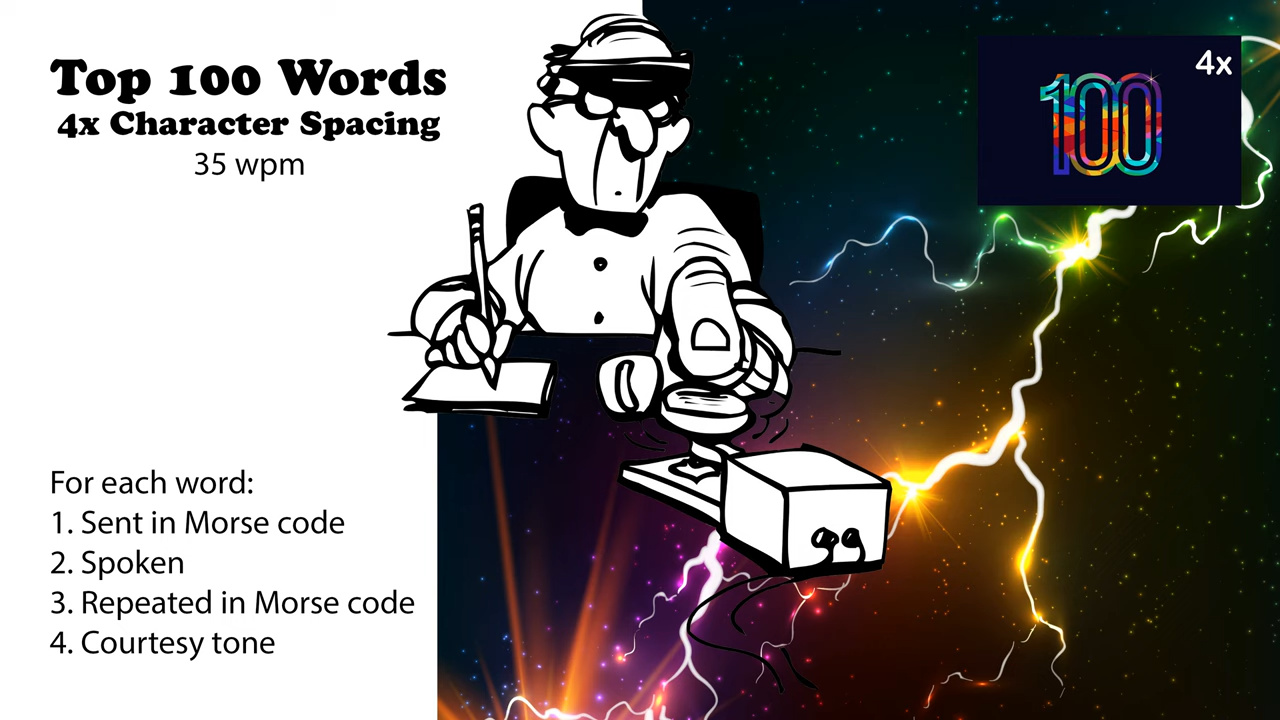 Top 100 Words
4x Character Spacing
35 wpm
4x
100
For each word:
1. Sent in Morse code
2. Spoken
3. Repeated in Morse code
4. Courtesy tone